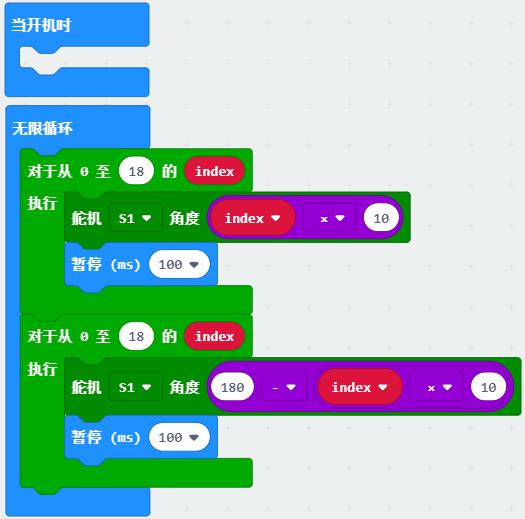 当开机时
无限循环
对于从 0 至 18 的 index
执行
舵机 S1 角度 index × 10
暂停 (ms) 100
对于从 0 至 18 的 index
执行
舵机 S1 角度 180 - index × 10
暂停 (ms) 100